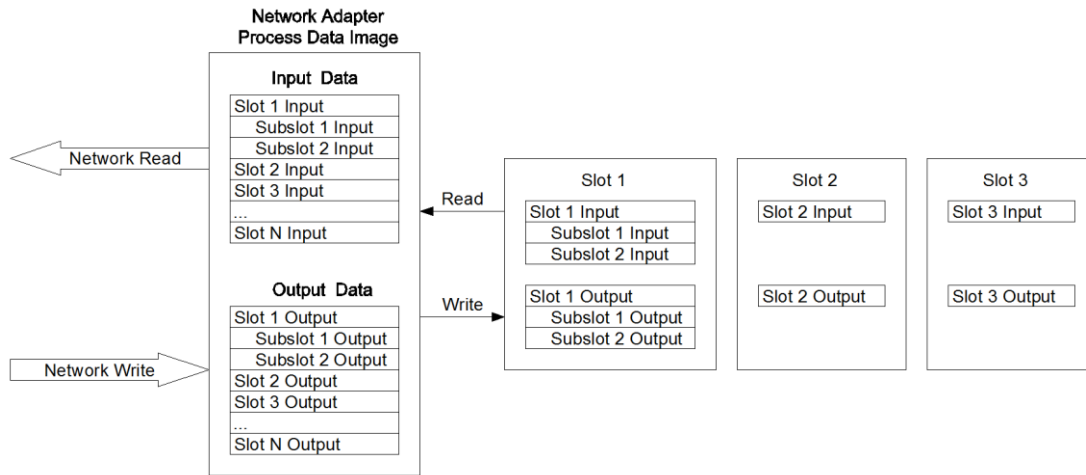 Network Adapter
Process Data Image
Input Data
Slot 1 Input
Subslot 1 Input
Subslot 2 Input
Slot 2 Input
Slot 3 Input
...
Slot N Input
Network Read
Output Data
Slot 1 Output
Subslot 1 Output
Subslot 2 Output
Slot 2 Output
Slot 3 Output
...
Slot N Output
Network Write
Read
Write
Slot 1
Slot 1 Input
Subslot 1 Input
Subslot 2 Input
Slot 1 Output
Subslot 1 Output
Subslot 2 Output
Slot 2
Slot 2 Input
Slot 2 Output
Slot 3
Slot 3 Input
Slot 3 Output